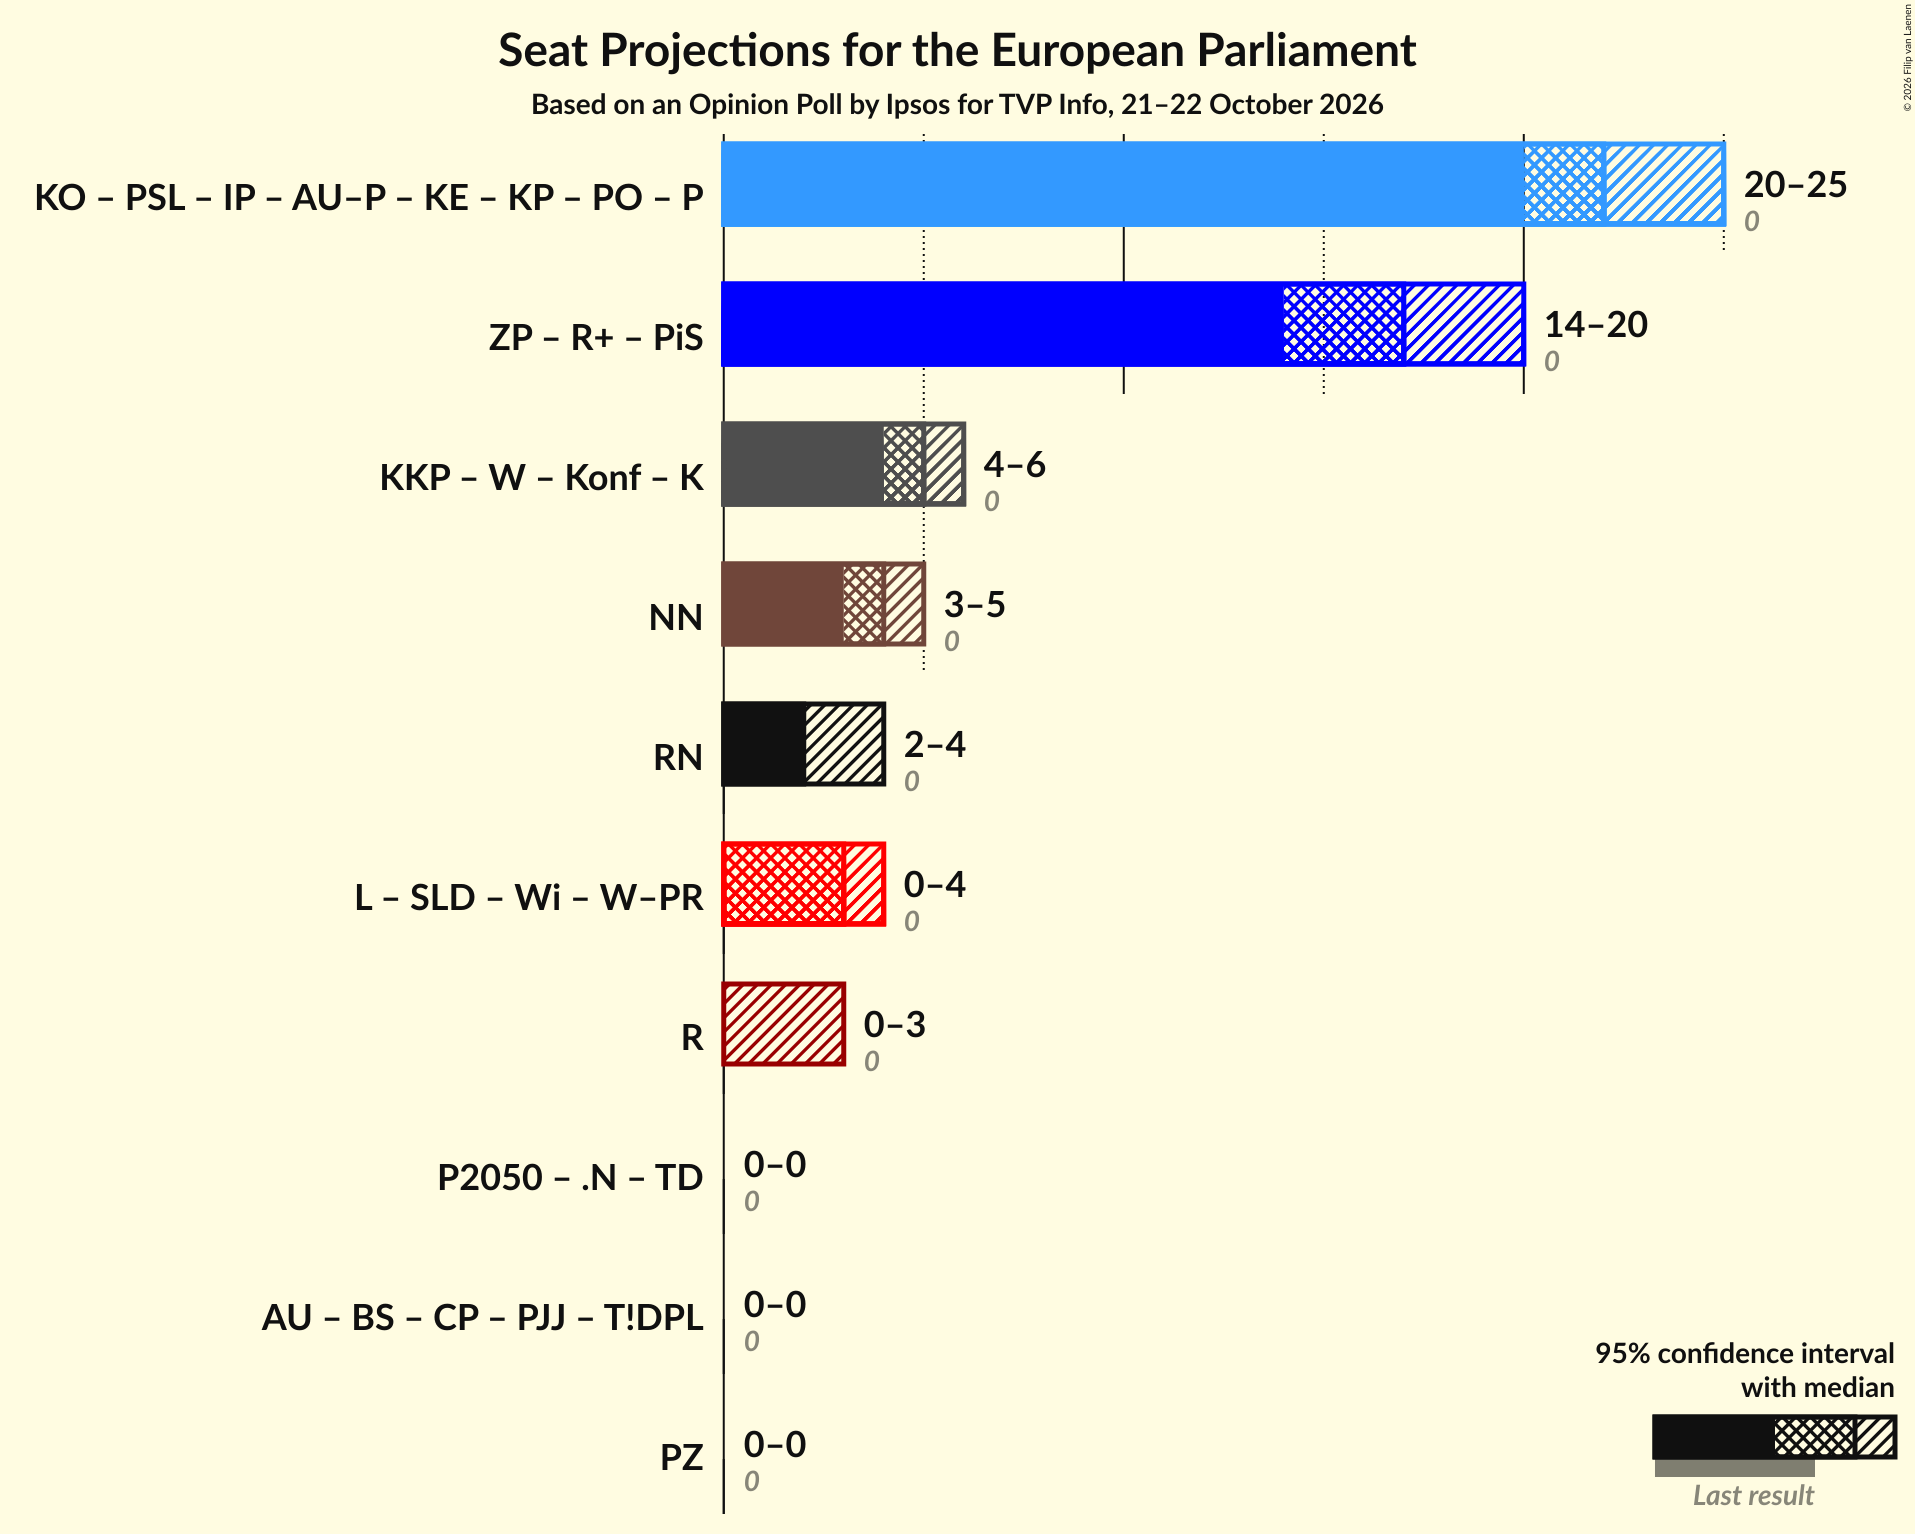 Seat Projections for the European Parliament
Based on an Opinion Poll by Ipsos for TVP Info, 21–22 October 2026
© 2026 Filip van Laenen
KO – PSL – IP – AU–P – KE – KP – PO – P
20–25
0
ZP – R+ – PiS
14–20
0
KKP – W – Konf – K
4–6
0
NN
3–5
0
RN
2–4
0
L – SLD – Wi – W–PR
0–4
0
R
0–3
0
P2050 – .N – TD
0–0
0
AU – BS – CP – PJJ – T!DPL
0–0
0
PZ
0–0
0
95% confidence interval
with median
Last result